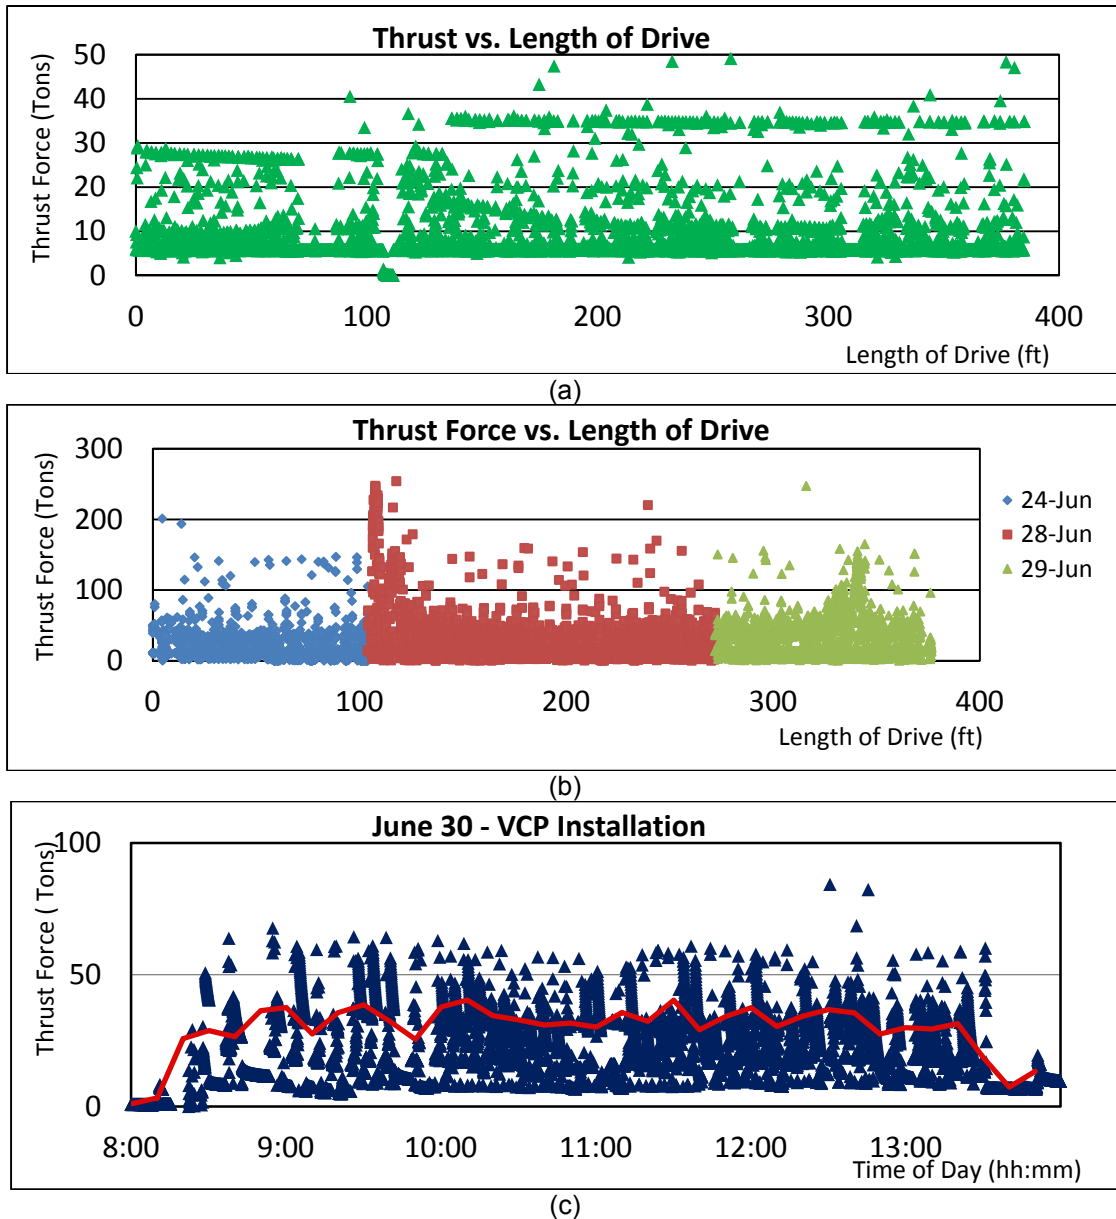 Thrust vs. Length of Drive
Thrust Force (Tons)
50
40
30
20
10
0
0 100 200 300 400
Length of Drive (ft)
(a)
Thrust Force vs. Length of Drive
Thrust Force (Tons)
300
200
100
0
0 100 200 300 400
Length of Drive (ft)
24-Jun
28-Jun
29-Jun
(b)
June 30 - VCP Installation
Thrust Force ( Tons)
100
50
0
8:00 9:00 10:00 11:00 12:00 13:00
Time of Day (hh:mm)
(c)